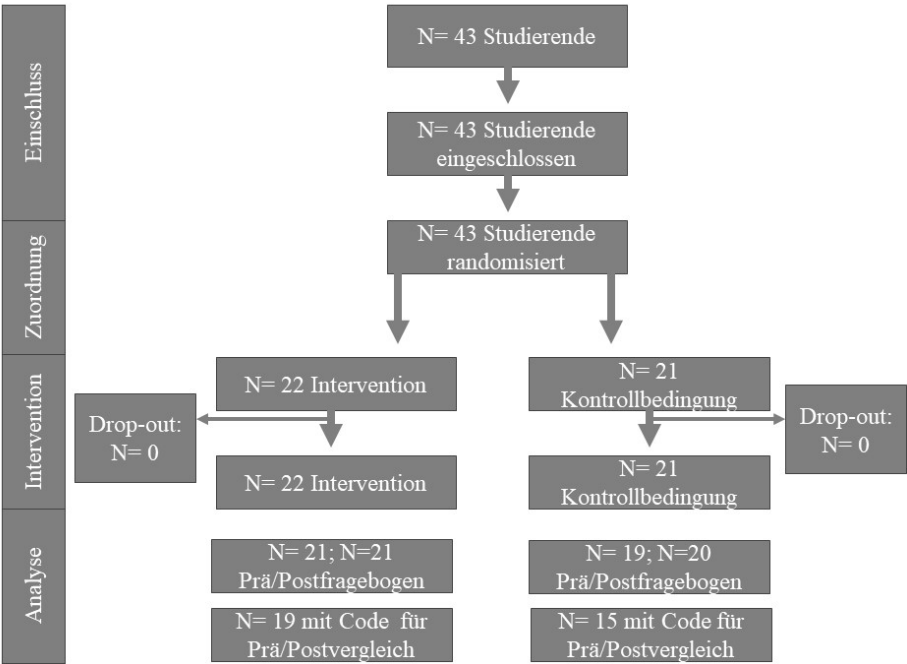 Einschluss
N= 43 Studierende
N= 43 Studierende
eingeschlossen
Zuordnung
N= 43 Studierende
randomisiert
Intervention
N= 22 Intervention
N= 21
Kontrollbedingung
Drop-out:
N= 0
Drop-out:
N= 0
N= 22 Intervention
N= 21
Kontrollbedingung
Analyse
N= 21; N=21
Prä/Postfragebogen
N= 19; N=20
Prä/Postfragebogen
N= 19 mit Code für
Prä/Postvergleich
N= 15 mit Code für
Prä/Postvergleich